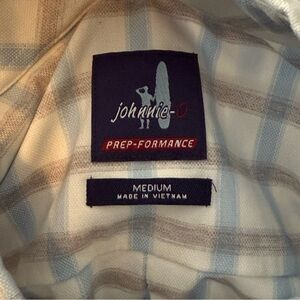 johnnie-O
PREP-FORMANCE
MEDIUM
MADE IN VIETNAM